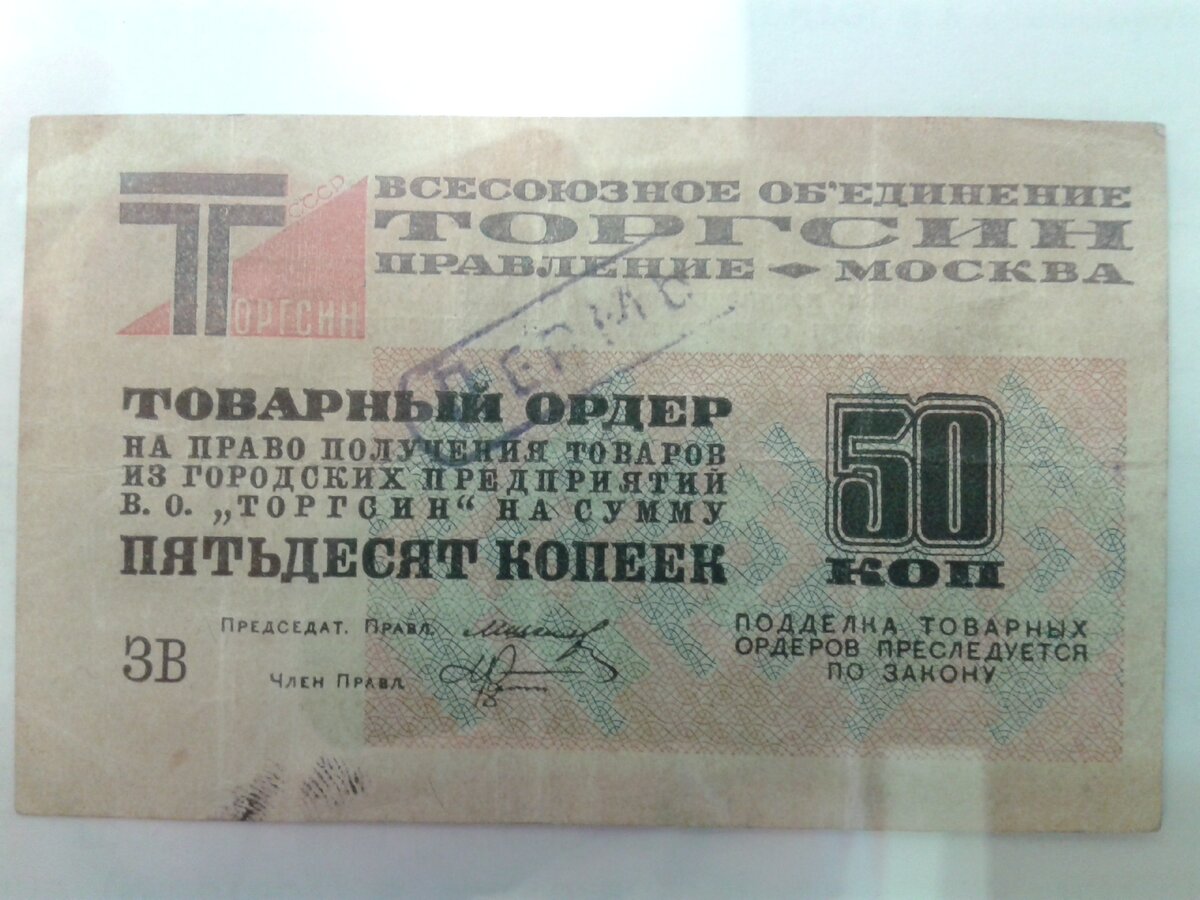 СССР
ТОРГСИН
ВСЕСОЮЗНОЕ ОБ'ЕДИНЕНИЕ
ТОРГСИН
ПРАВЛЕНИЕ МОСКВА
ПЕРМЬ
ТОВАРНЫЙ ОРДЕР
НА ПРАВО ПОЛУЧЕНИЯ ТОВАРОВ
ИЗ ГОРОДСКИХ ПРЕДПРИЯТИЙ
В. О. „ТОРГСИН“ НА СУММУ
ПЯТЬДЕСЯТ КОПЕЕК
50
КОП
ПРЕДСЕДАТ. ПРАВЛ.
ЧЛЕН ПРАВЛ.
ЗВ
ПОДДЕЛКА ТОВАРНЫХ
ОРДЕРОВ ПРЕСЛЕДУЕТСЯ
ПО ЗАКОНУ